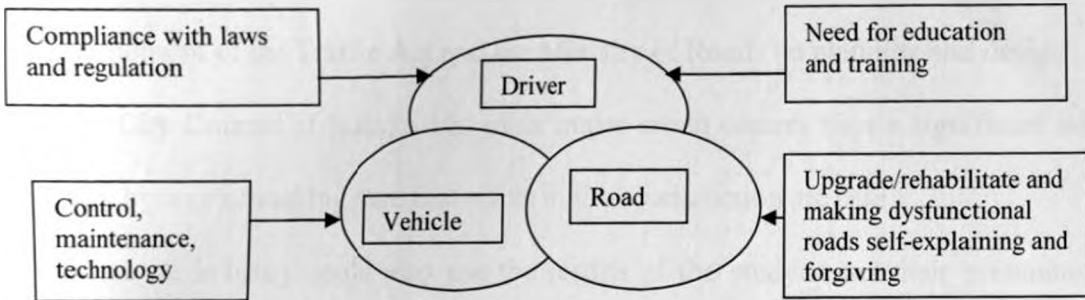 Compliance with laws
and regulation
Need for education
and training
Driver
Control,
maintenance,
technology
Vehicle
Road
Upgrade/rehabilitate and
making dysfunctional
roads self-explaining and
forgiving